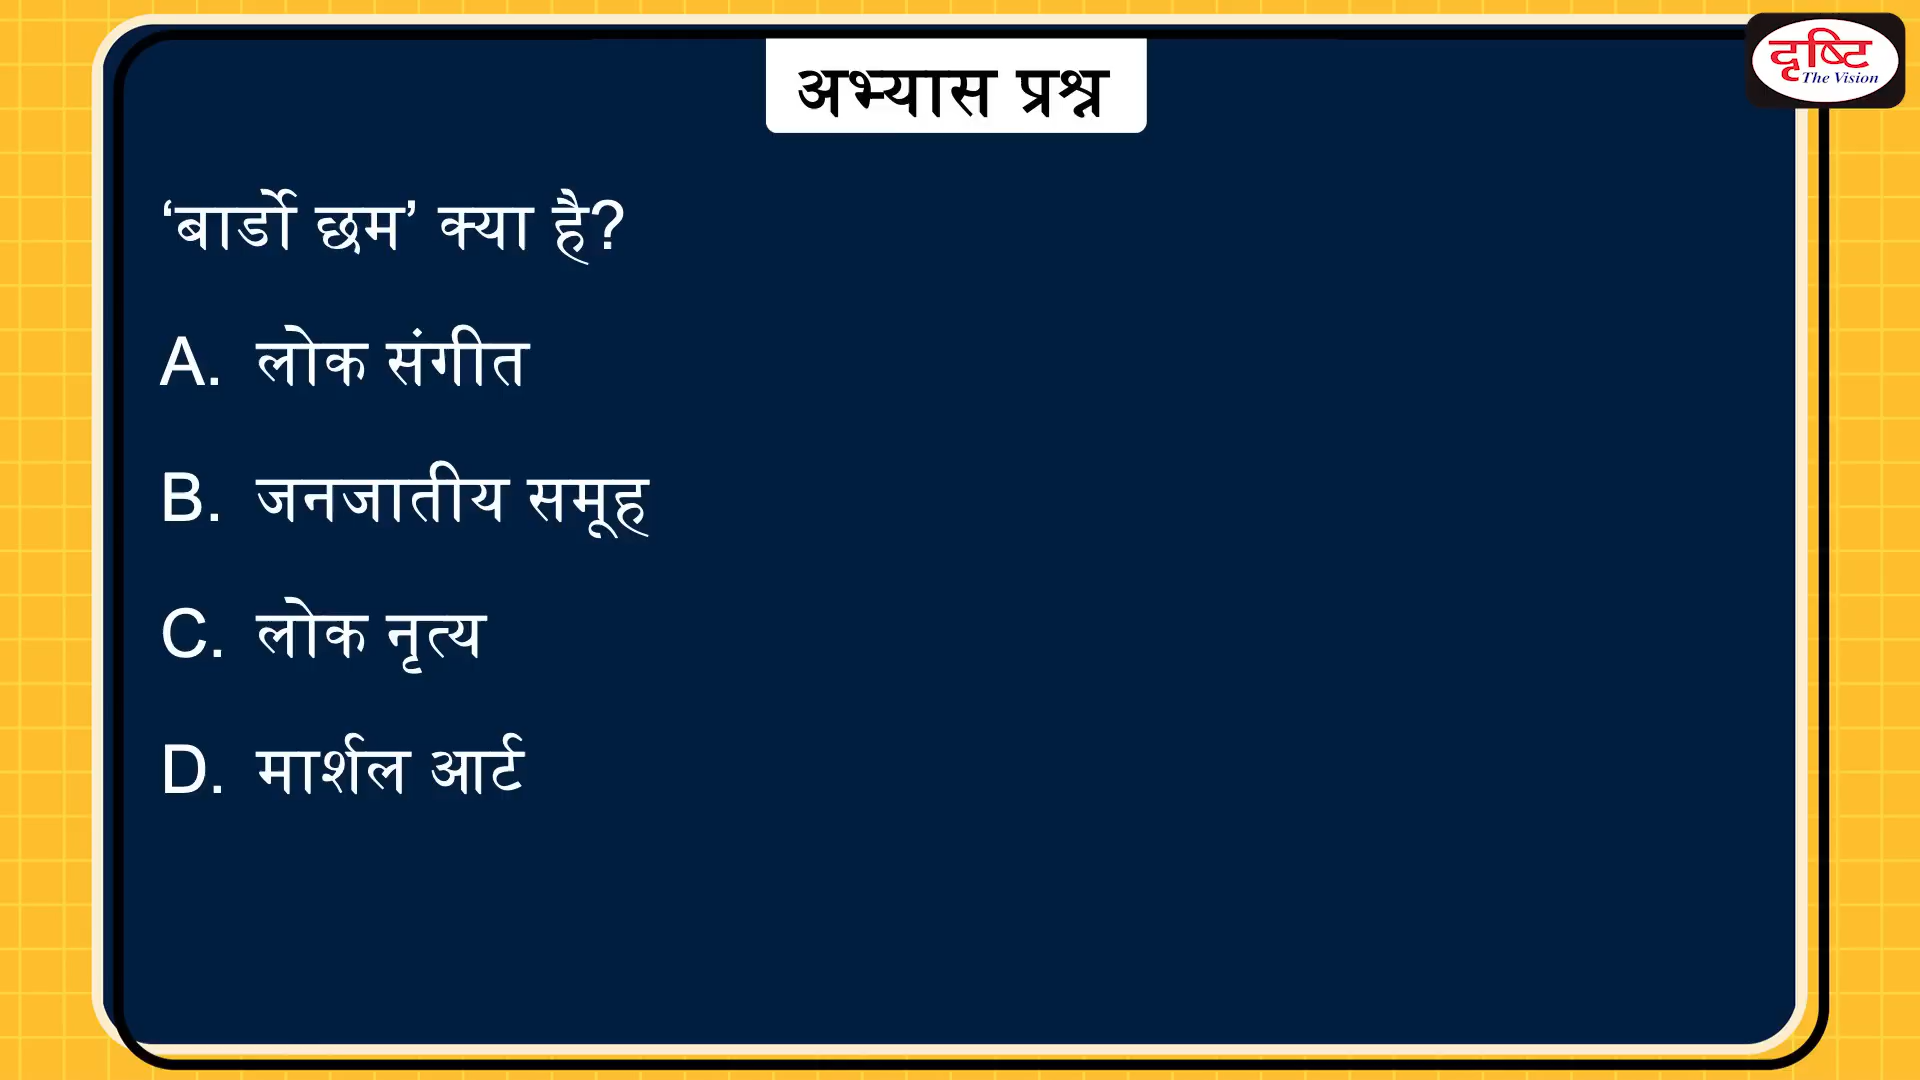 अभ्यास प्रश्न
दृष्टि
The Vision
‘बार्डो छम’ क्या है?
A. लोक संगीत
B. जनजातीय समूह
C. लोक नृत्य
D. मार्शल आर्ट